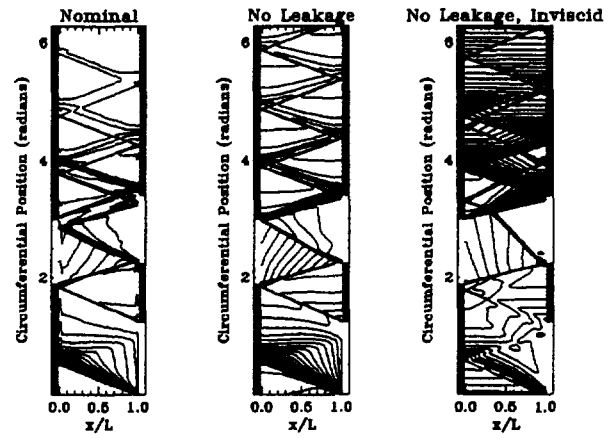 Nominal
No Leakage
No Leakage, Inviscid
Circumferential Position (radians)
6
4
2
0.0 0.5 1.0
x/L
Circumferential Position (radians)
6
4
2
0.0 0.5 1.0
x/L
Circumferential Position (radians)
6
4
2
0.0 0.5 1.0
x/L